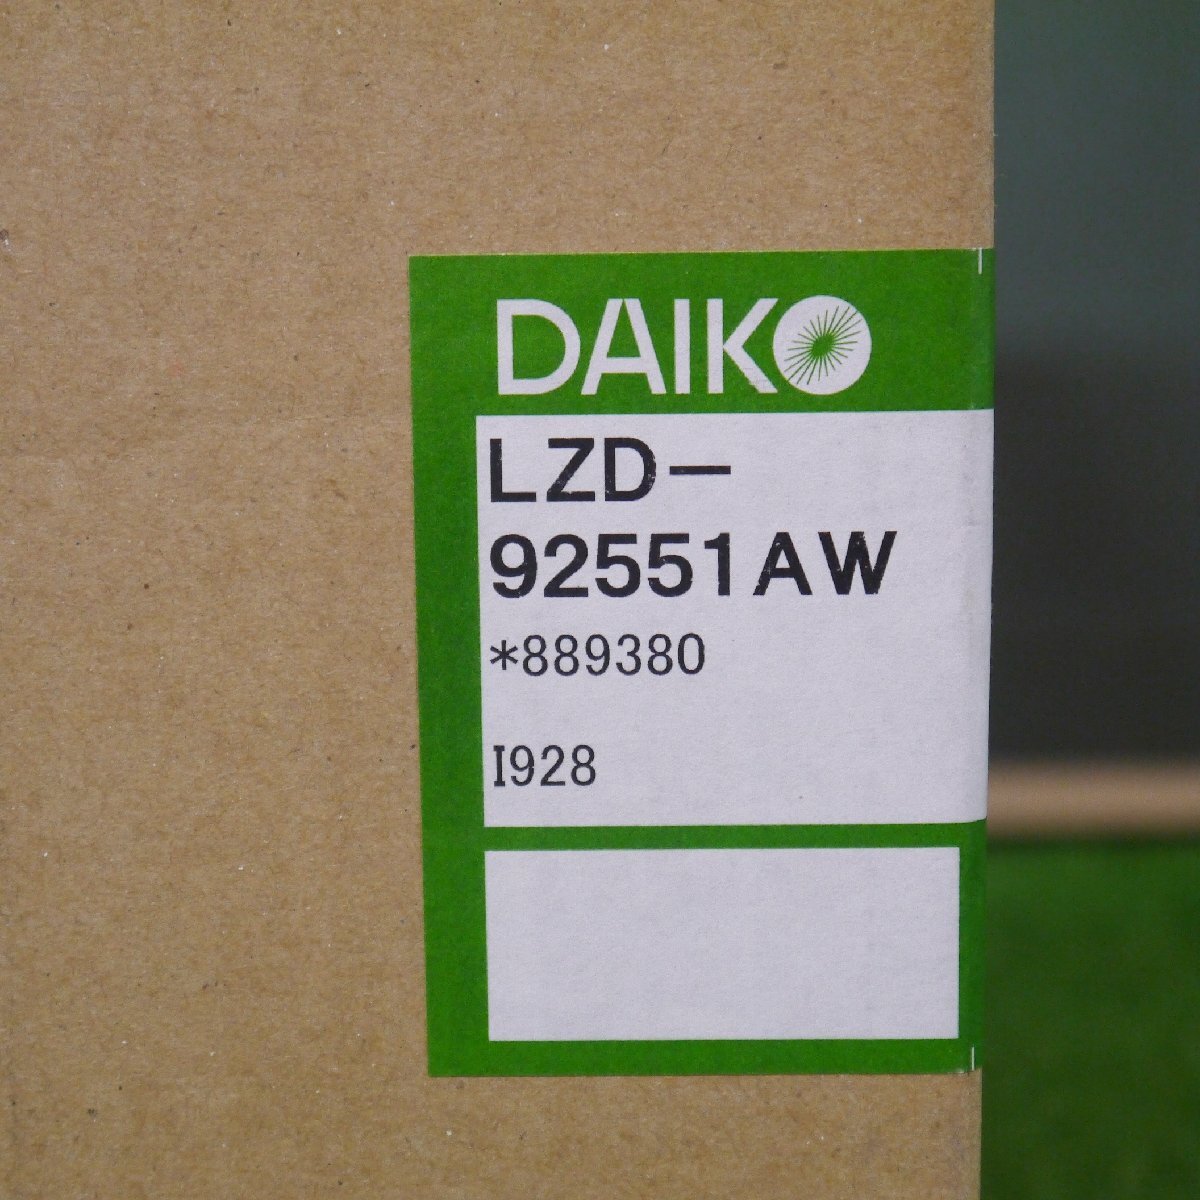 DAIKO
LZD-
92551AW
*889380
I928